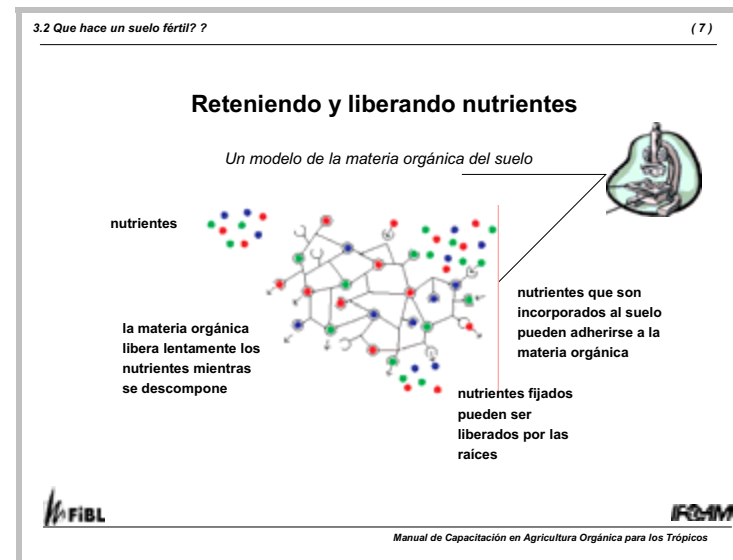 3.2 Que hace un suelo fértil? ?
( 7 )
Reteniendo y liberando nutrientes
Un modelo de la materia orgánica del suelo
nutrientes
nutrientes que son
incorporados al suelo
pueden adherirse a la
materia orgánica
la materia orgánica
libera lentamente los
nutrientes mientras
se descompone
nutrientes fijados
pueden ser
liberados por las
raíces
FiBL
IFOAM
Manual de Capacitación en Agricultura Orgánica para los Trópicos